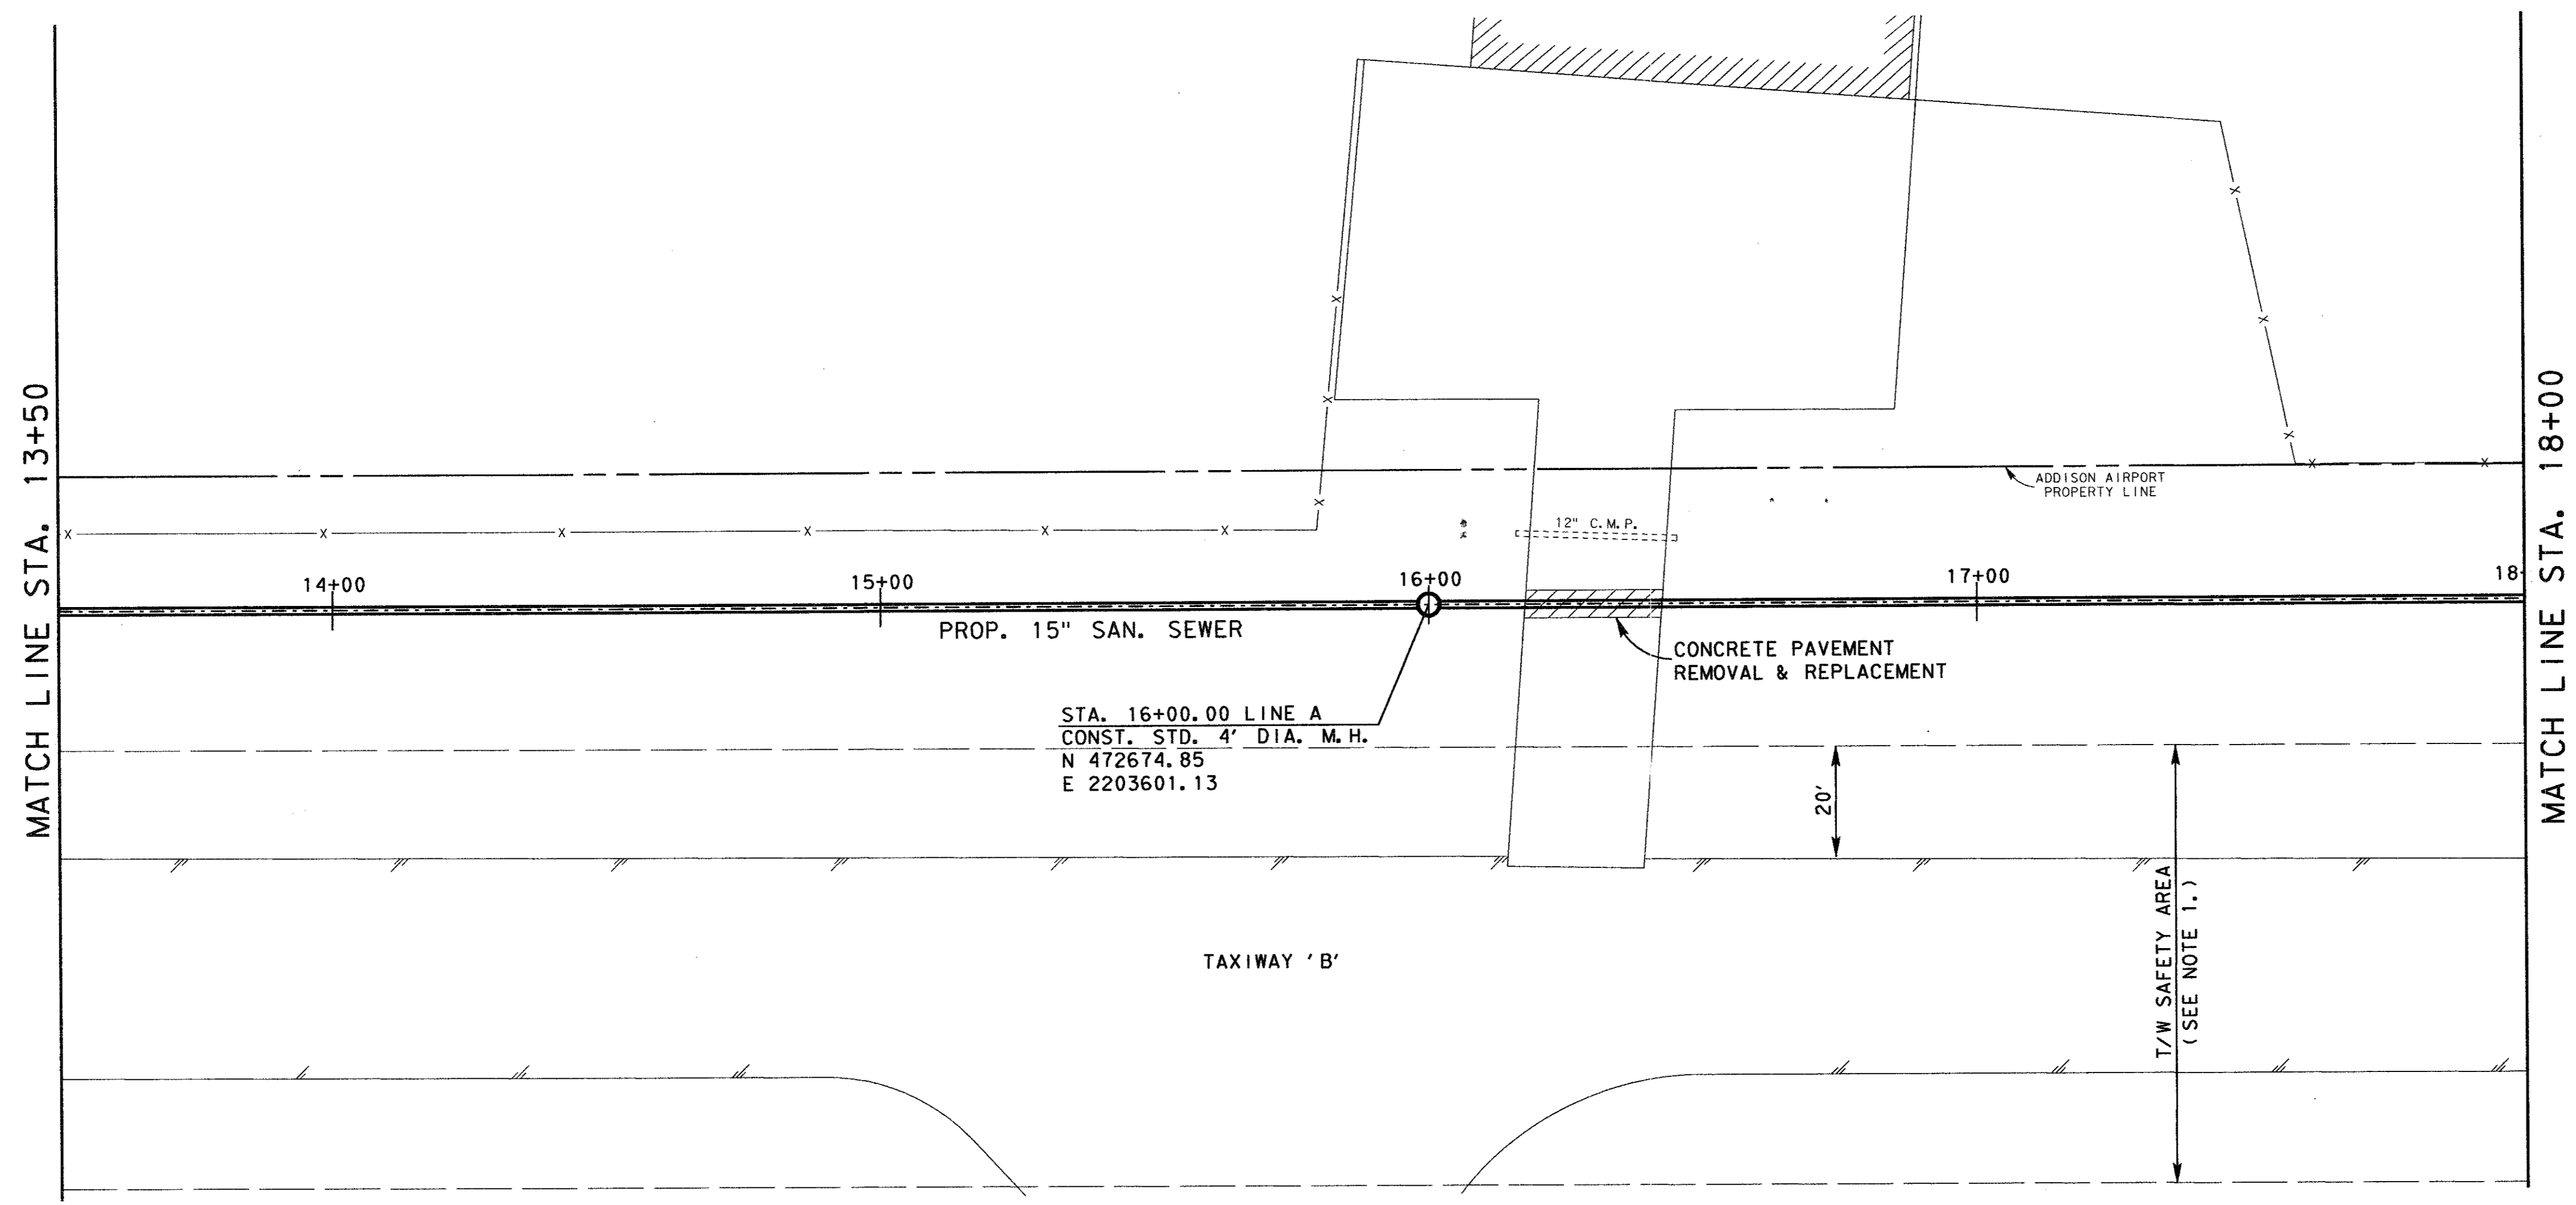 MATCH LINE STA. 13+50
MATCH LINE STA. 18+00
ADDISON AIRPORT
PROPERTY LINE
12" C.M.P.
14+00
15+00
16+00
17+00
18
PROP. 15" SAN. SEWER
CONCRETE PAVEMENT
REMOVAL & REPLACEMENT
STA. 16+00.00 LINE A
CONST. STD. 4' DIA. M.H.
N 472674.85
E 2203601.13
20'
T/W SAFETY AREA
( SEE NOTE 1. )
TAXIWAY 'B'